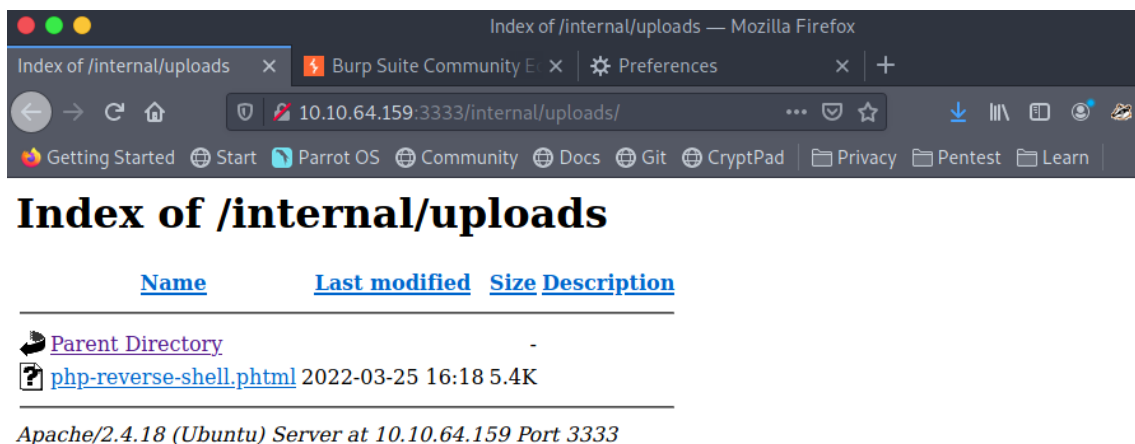 Index of /internal/uploads — Mozilla Firefox
Index of /internal/uploads Burp Suite Community E Preferences
10.10.64.159:3333/internal/uploads/
Getting Started Start Parrot OS Community Docs Git CryptPad Privacy Pentest Learn
Index of /internal/uploads
Name Last modified Size Description
Parent Directory -
php-reverse-shell.phtml 2022-03-25 16:18 5.4K
Apache/2.4.18 (Ubuntu) Server at 10.10.64.159 Port 3333